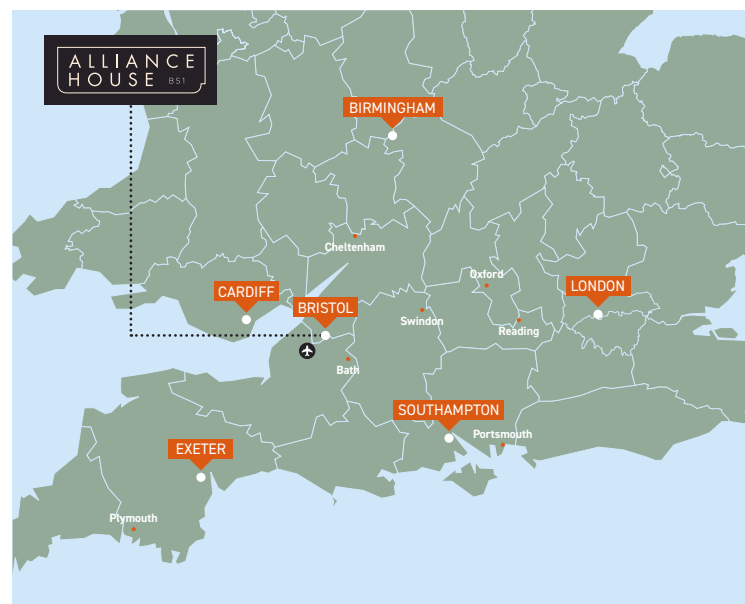 ALLIANCE
HOUSE BS1
BIRMINGHAM
Cheltenham
Oxford
CARDIFF
LONDON
BRISTOL
Swindon
Reading
Bath
SOUTHAMPTON
Portsmouth
EXETER
Plymouth